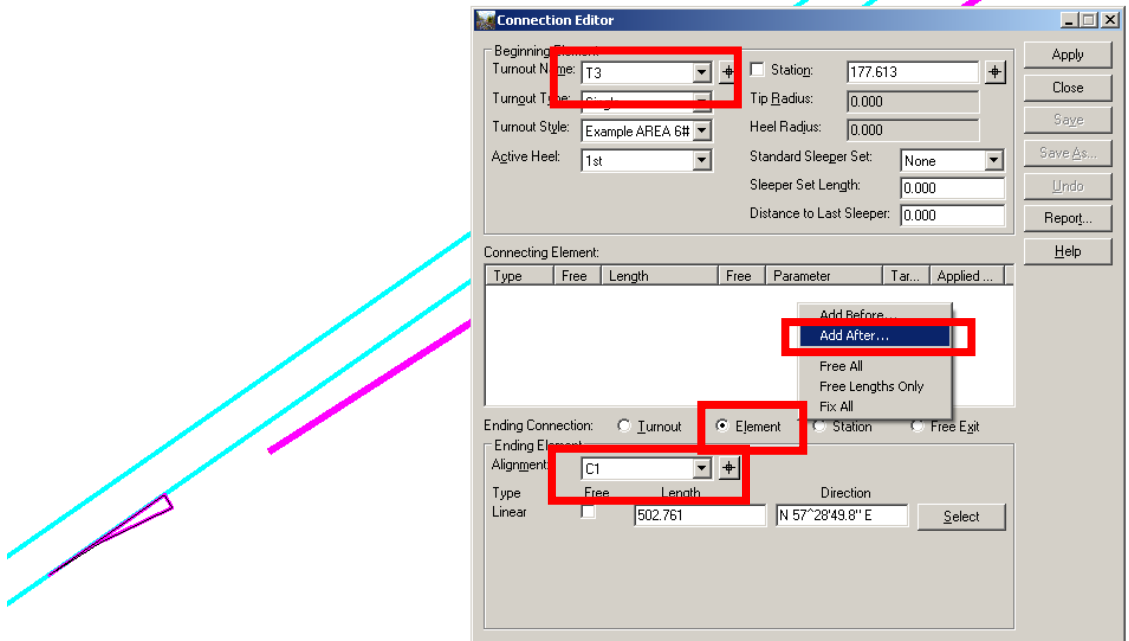 Connection Editor
Beginning Element
Turnout Name: T3
Station: 177.613
Apply
Turnout Type: Single
Tip Radius: 0.000
Close
Turnout Style: Example AREA 6#
Heel Radius: 0.000
Save
Active Heel: 1st
Standard Sleeper Set: None
Save As...
Sleeper Set Length: 0.000
Undo
Distance to Last Sleeper: 0.000
Report...
Connecting Element:
Help
Type Free Length Free Parameter Tar... Applied ...
Add Before...
Add After...
Free All
Free Lengths Only
Fix All
Ending Connection: Turnout Element Station Free Exit
Ending Element
Alignment: C1
Type Free Length Direction
Linear 502.761 N 57^28'49.8" E Select